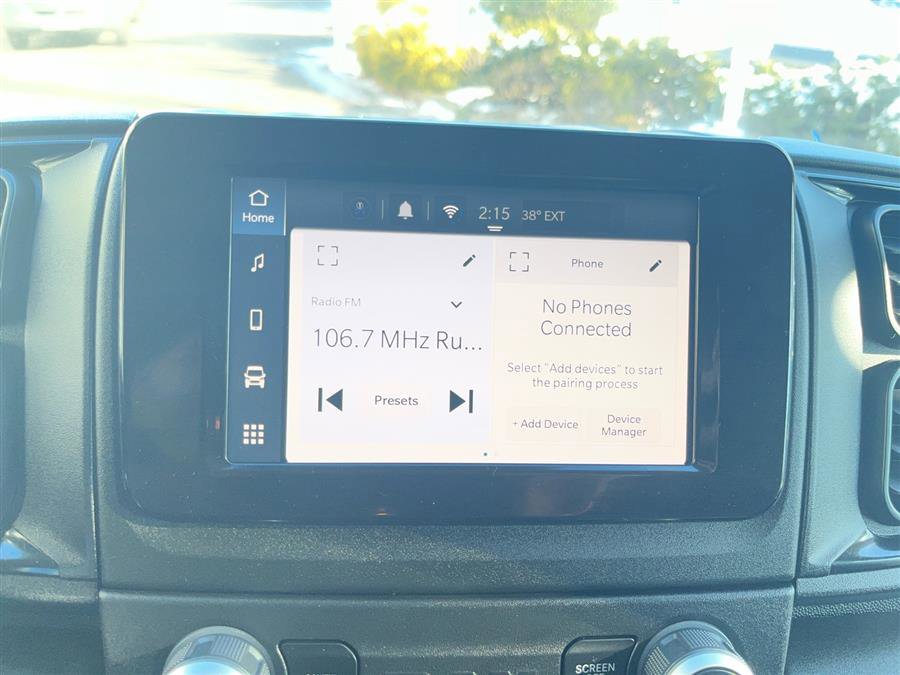 Home
2:15 38° EXT
Radio FM
106.7 MHz Ru...
Presets
Phone
No Phones
Connected
Select "Add devices" to start
the pairing process
+ Add Device
Device
Manager
SCREEN